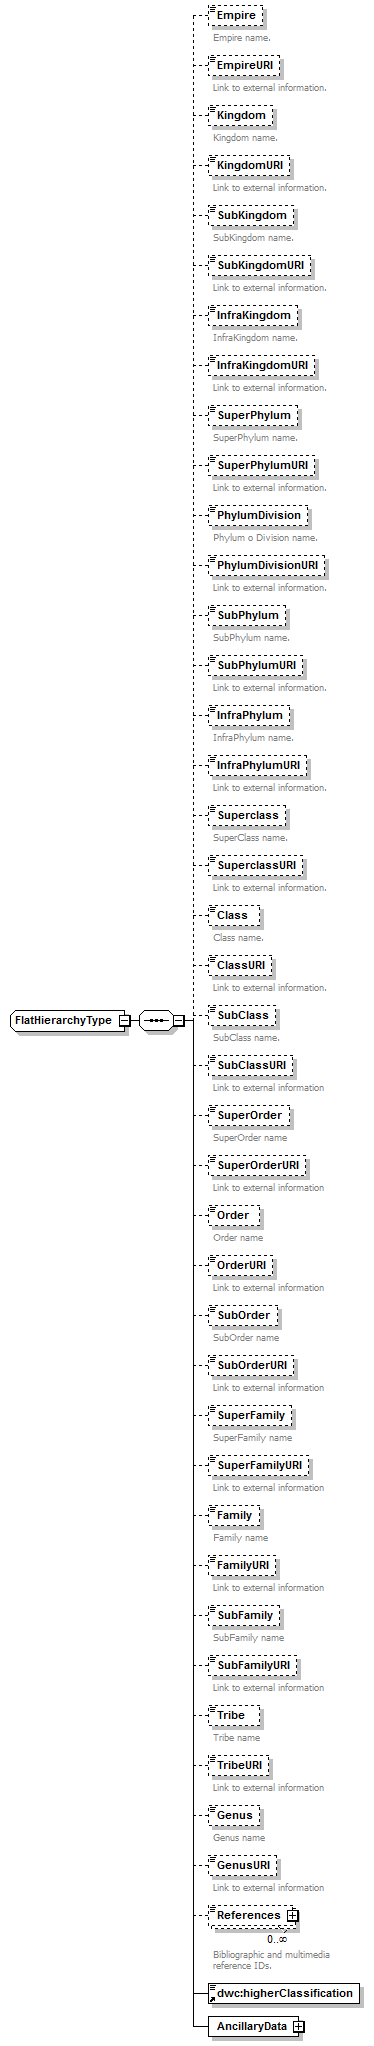 Empire
Empire name.
EmpireURI
Link to external information.
Kingdom
Kingdom name.
KingdomURI
Link to external information.
SubKingdom
SubKingdom name.
SubKingdomURI
Link to external information.
InfraKingdom
InfraKingdom name.
InfraKingdomURI
Link to external information.
SuperPhylum
SuperPhylum name.
SuperPhylumURI
Link to external information.
PhylumDivision
Phylum o Division name.
PhylumDivisionURI
Link to external information.
SubPhylum
SubPhylum name.
SubPhylumURI
Link to external information.
InfraPhylum
InfraPhylum name.
InfraPhylumURI
Link to external information.
Superclass
SuperClass name.
SuperclassURI
Link to external information.
Class
Class name.
ClassURI
Link to external information.
FlatHierarchyType
SubClass
SubClass name.
SubClassURI
Link to external information
SuperOrder
SuperOrder name
SuperOrderURI
Link to external information
Order
Order name
OrderURI
Link to external information
SubOrder
SubOrder name
SubOrderURI
Link to external information
SuperFamily
SuperFamily name
SuperFamilyURI
Link to external information
Family
Family name
FamilyURI
Link to external information
SubFamily
SubFamily name
SubFamilyURI
Link to external information
Tribe
Tribe name
TribeURI
Link to external information
Genus
Genus name
GenusURI
Link to external information
References
0..∞
Bibliographic and multimedia
reference IDs.
dwc:higherClassification
AncillaryData